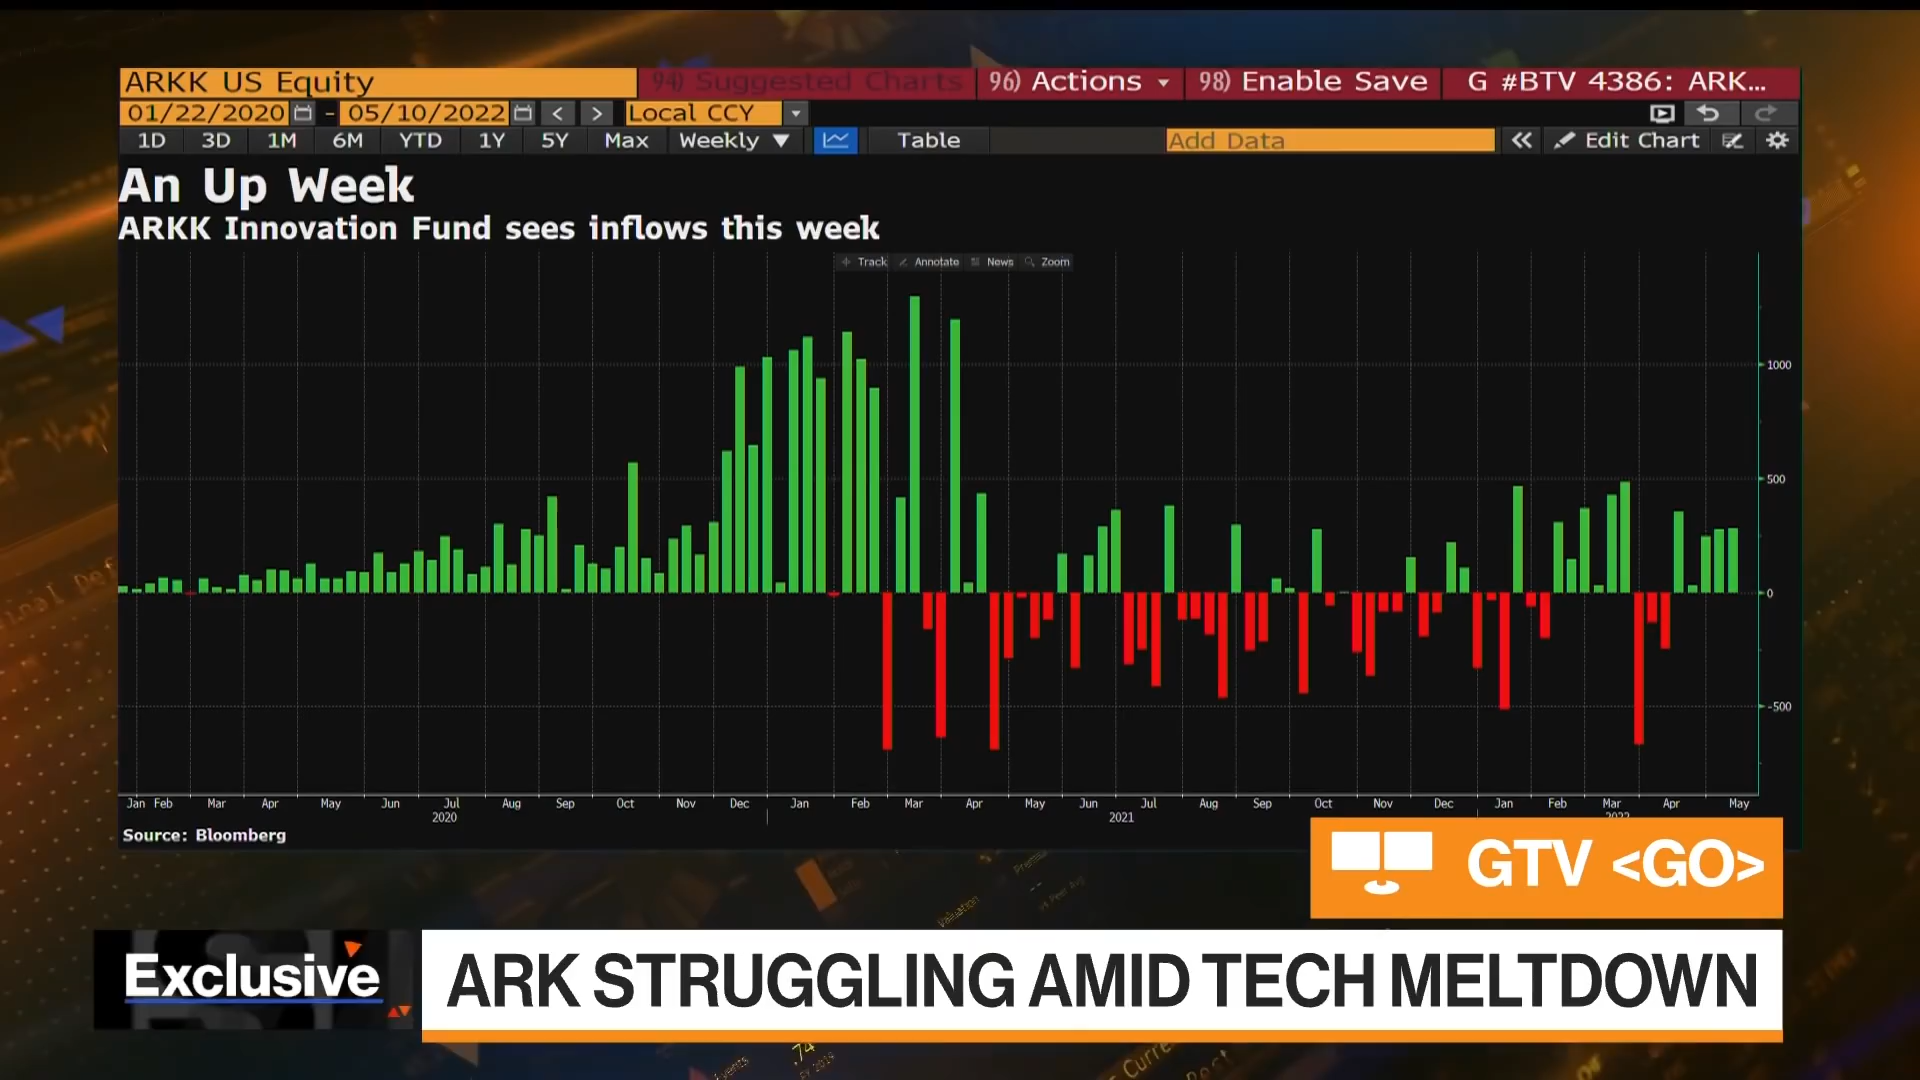 ARKK US Equity 94) Suggested Charts 96) Actions 98) Enable Save G #BTV 4386: ARK...
01/22/2020 - 05/10/2022 < > Local CCY
1D 3D 1M 6M YTD 1Y 5Y Max Weekly Table Add Data « Edit Chart
An Up Week
ARKK Innovation Fund sees inflows this week
Track Annotate News Zoom
1000
500
0
-500
Jan Feb Mar Apr May Jun Jul Aug Sep Oct Nov Dec Jan Feb Mar Apr May Jun Jul Aug Sep Oct Nov Dec Jan Feb Mar Apr May
2020 2021 2022
Source: Bloomberg
GTV <GO>
Exclusive
ARK STRUGGLING AMID TECH MELTDOWN
Valuation